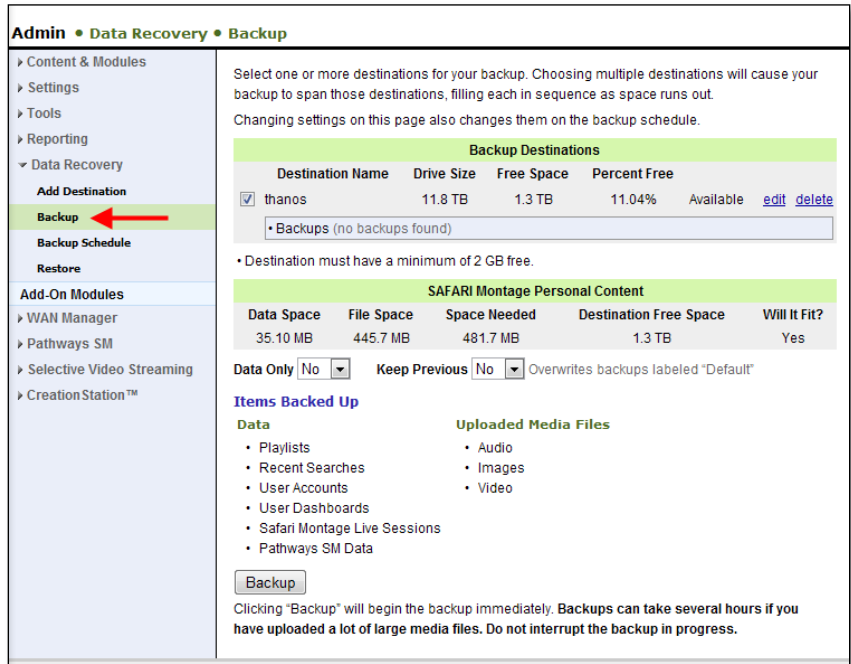 Admin • Data Recovery • Backup
Content & Modules
Settings
Tools
Reporting
Data Recovery
Add Destination
Backup
Backup Schedule
Restore
Add-On Modules
WAN Manager
Pathways SM
Selective Video Streaming
CreationStation™
Select one or more destinations for your backup. Choosing multiple destinations will cause your
backup to span those destinations, filling each in sequence as space runs out.
Changing settings on this page also changes them on the backup schedule.
Backup Destinations
Destination Name Drive Size Free Space Percent Free
thanos 11.8 TB 1.3 TB 11.04% Available edit delete
• Backups (no backups found)
• Destination must have a minimum of 2 GB free.
SAFARI Montage Personal Content
Data Space File Space Space Needed Destination Free Space Will It Fit?
35.10 MB 445.7 MB 481.7 MB 1.3 TB Yes
Data Only No Keep Previous No Overwrites backups labeled “Default”
Items Backed Up
Data
• Playlists
• Recent Searches
• User Accounts
• User Dashboards
• Safari Montage Live Sessions
• Pathways SM Data
Uploaded Media Files
• Audio
• Images
• Video
Backup
Clicking “Backup” will begin the backup immediately. Backups can take several hours if you
have uploaded a lot of large media files. Do not interrupt the backup in progress.